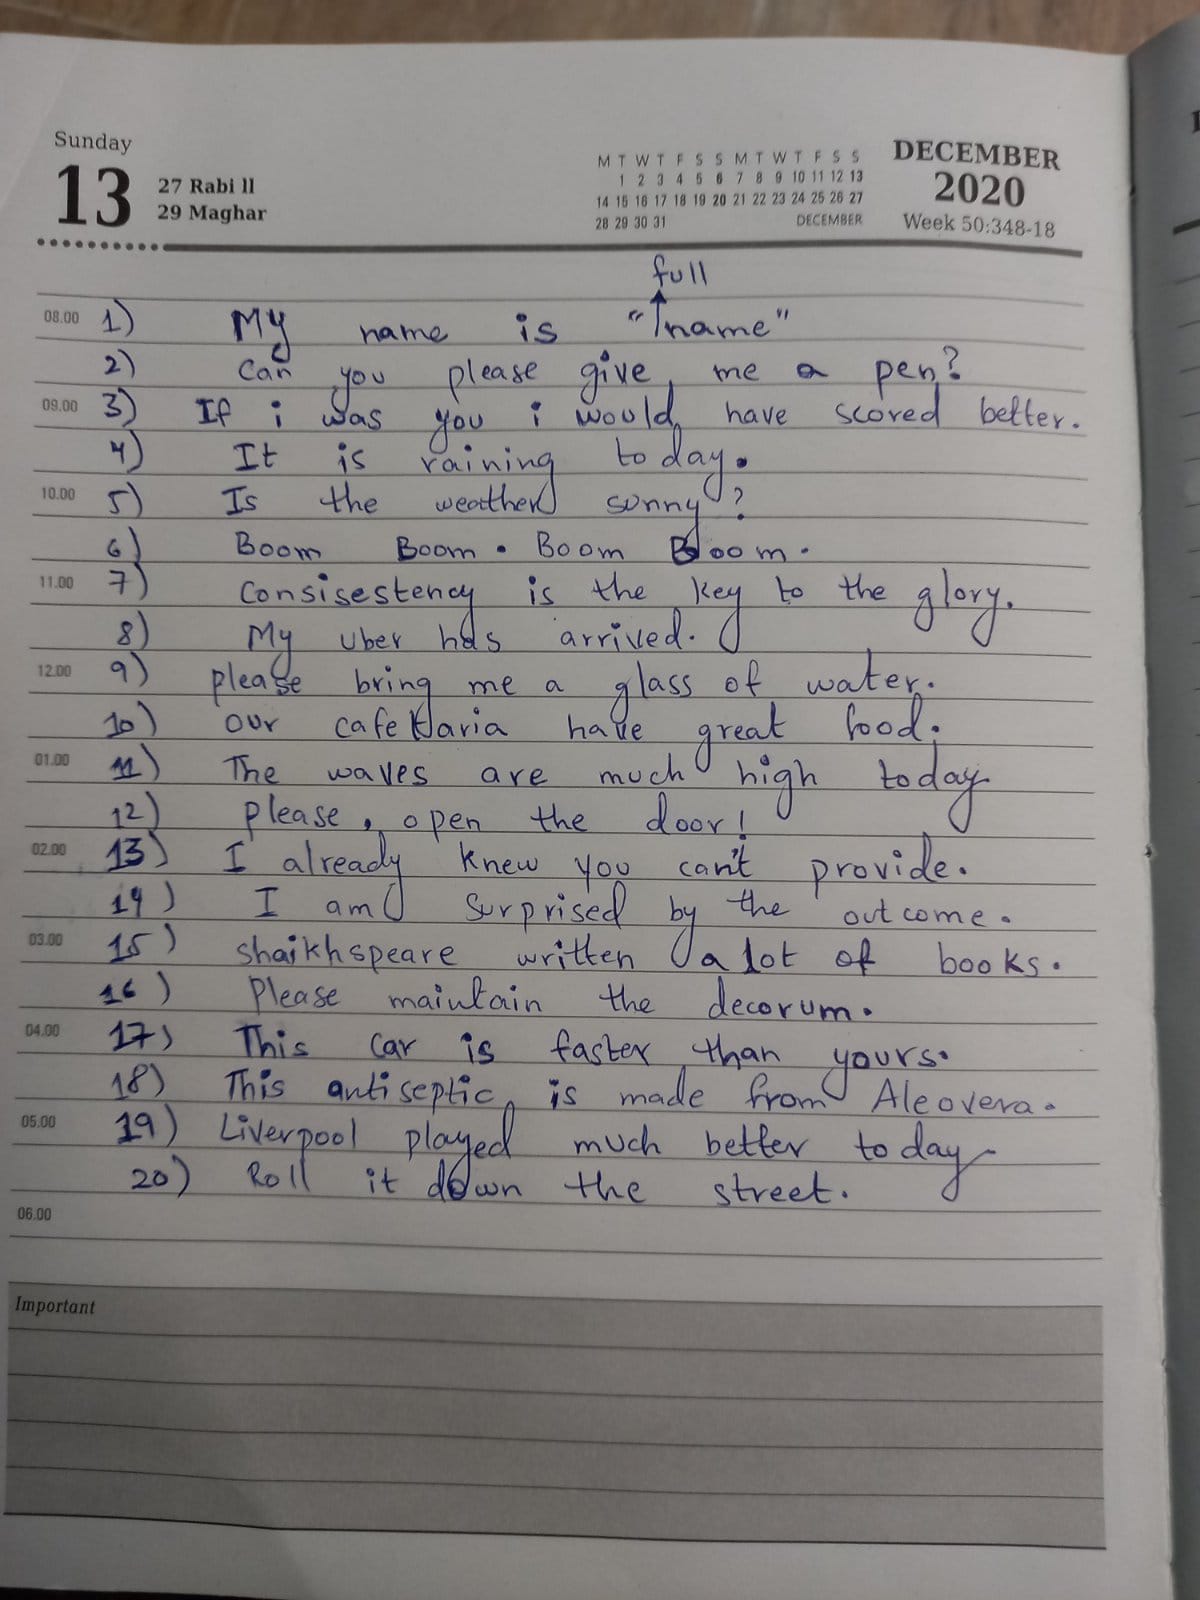 Sunday
13
27 Rabi ll
29 Maghar
M T W T F S S M T W T F S S
1 2 3 4 5 6 7 8 9 10 11 12 13
14 15 16 17 18 19 20 21 22 23 24 25 26 27
28 29 30 31 DECEMBER
DECEMBER
2020
Week 50:348-18
full
08.00 1) My name is "name"
2) Can you please give me a pen?
09.00 3) If i was you i would have scored better.
4) It is raining today.
10.00 5) Is the weather sunny?
6) Boom Boom. Boom Boom.
11.00 7) Consisestency is the key to the glory.
8) My uber has arrived.
12.00 9) please bring me a glass of water.
10) our cafetaria have great food.
01.00 11) The waves are much high today
12) please, open the door!
02.00 13) I already knew you can't provide.
14) I am surprised by the outcome.
03.00 15) shaikhspeare written a lot of books.
16) Please maintain the decorum.
04.00 17) This car is faster than yours.
18) This antiseptic is made from Aleovera.
05.00 19) Liverpool played much better today
20) Roll it down the street.
06.00
Important